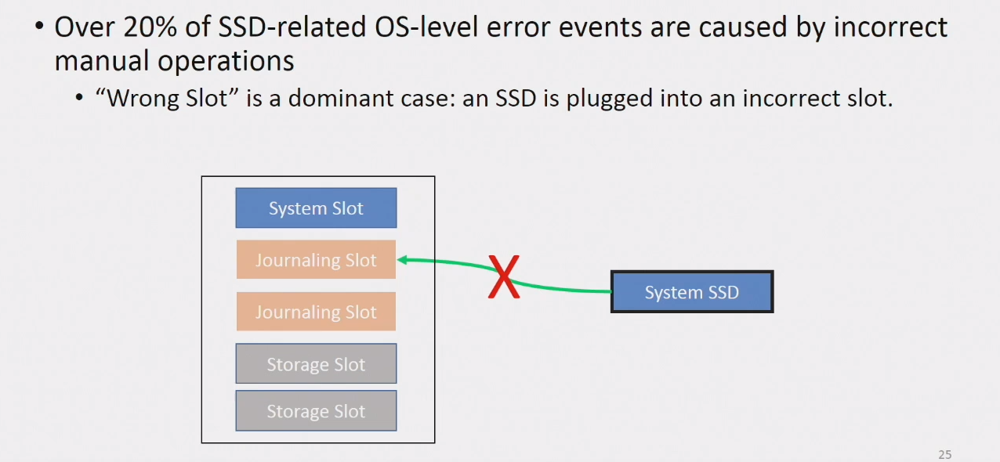 • Over 20% of SSD-related OS-level error events are caused by incorrect
manual operations
• “Wrong Slot” is a dominant case: an SSD is plugged into an incorrect slot.
System Slot
Journaling Slot
X
System SSD
Journaling Slot
Storage Slot
Storage Slot
25